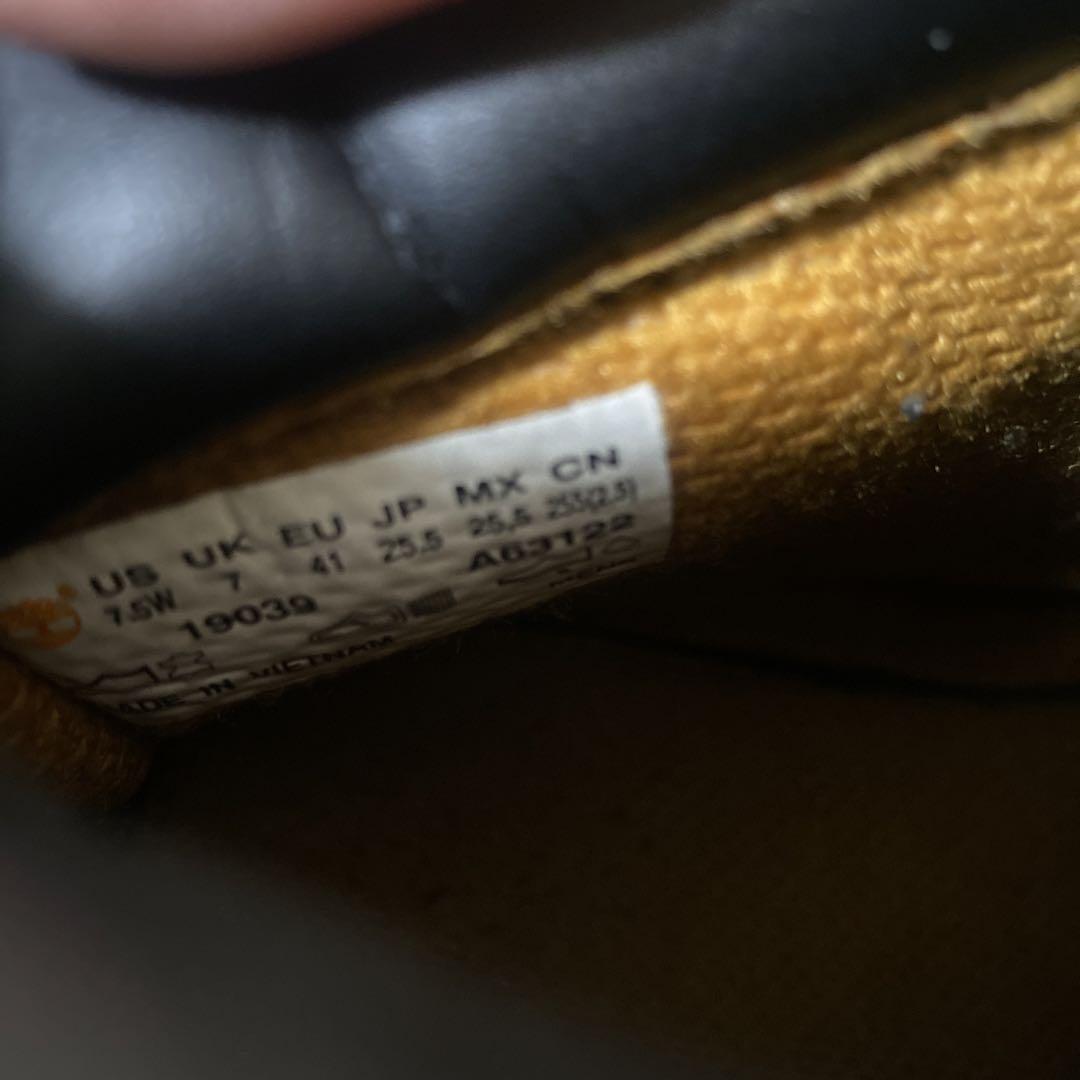 US UK EU JP MX CN
7.5W 7 41 25.5 25.5 255(2.5)
19039 A63122
MADE IN VIETNAM